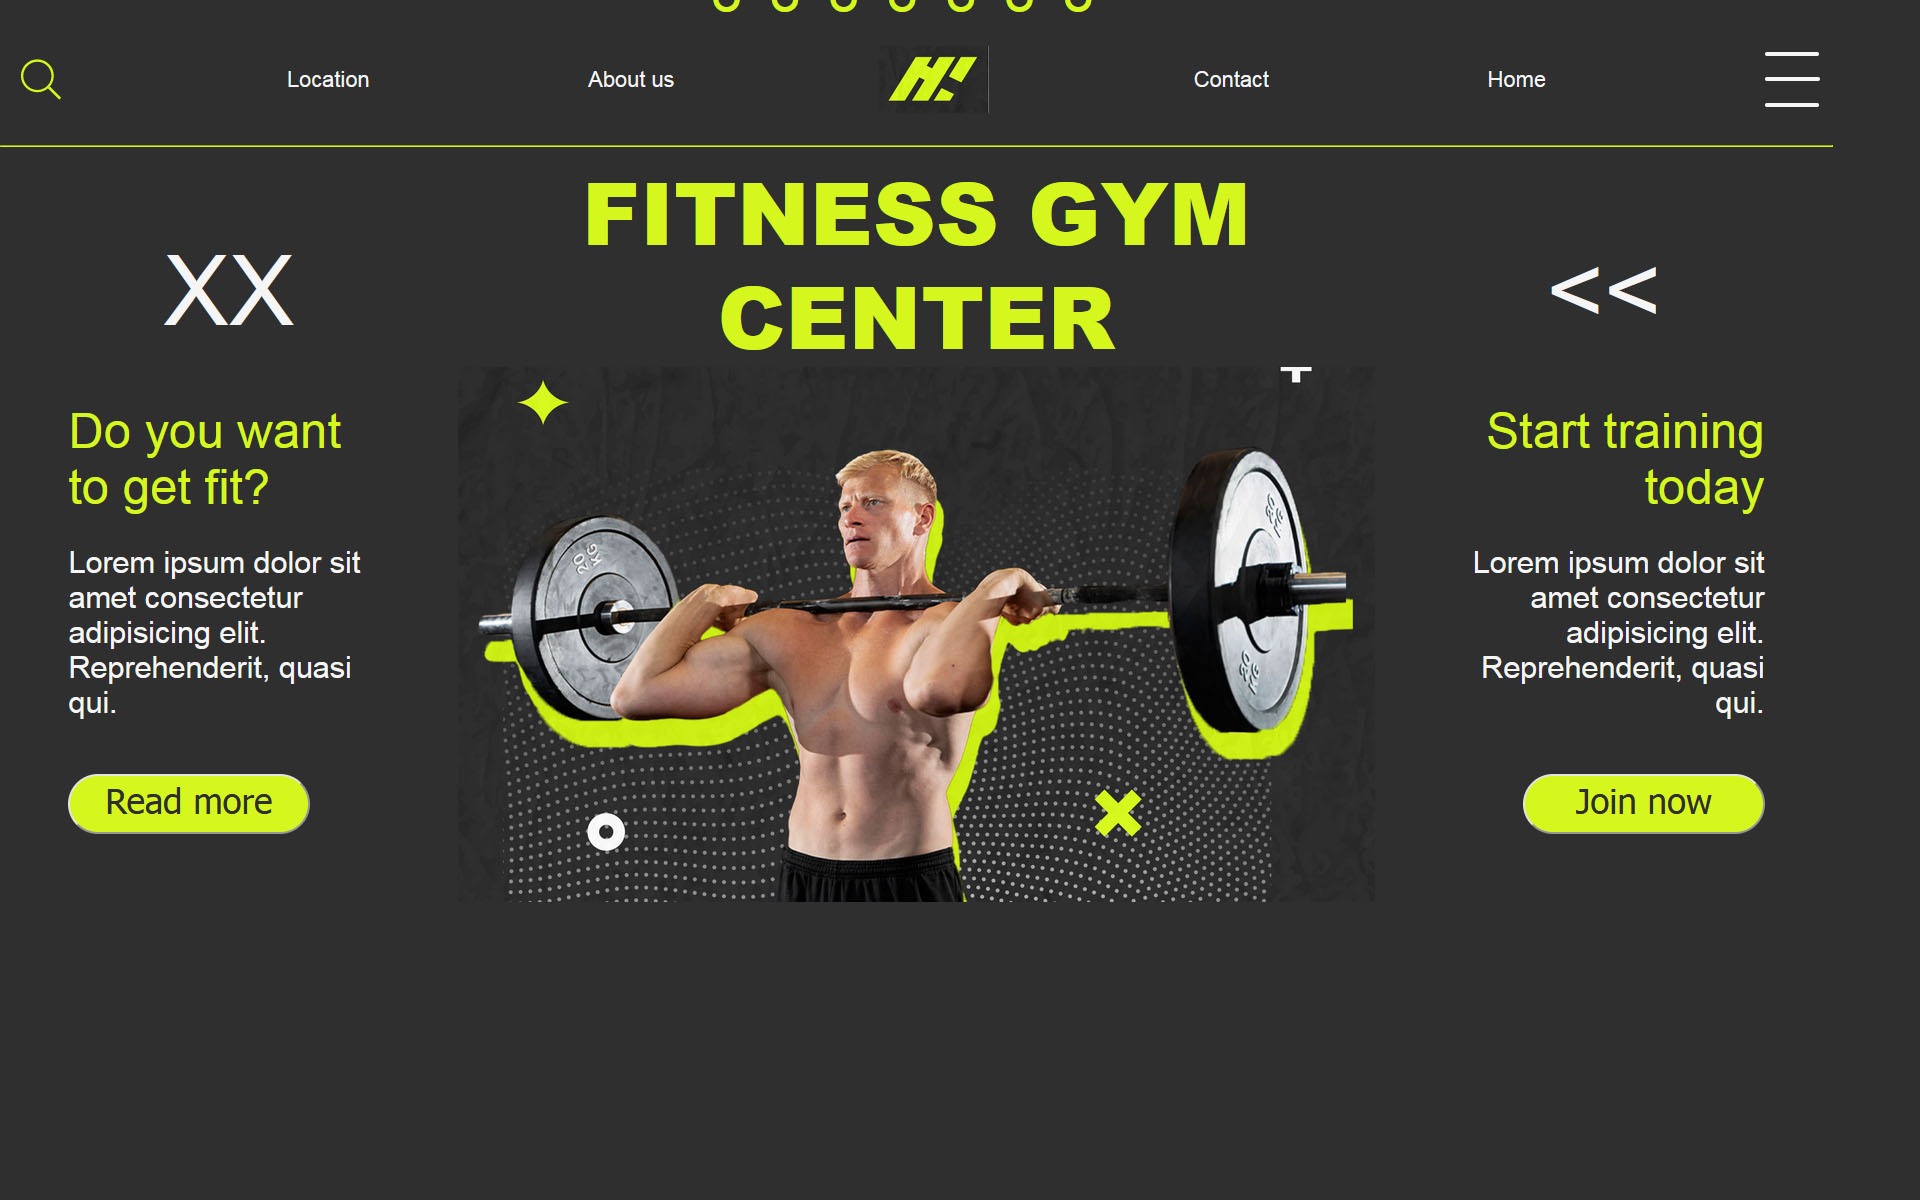 Location
About us
Contact
Home
FITNESS GYM
CENTER
XX
<<
Do you want
to get fit?
Lorem ipsum dolor sit
amet consectetur
adipisicing elit.
Reprehenderit, quasi
qui.
Read more
Start training
today
Lorem ipsum dolor sit
amet consectetur
adipisicing elit.
Reprehenderit, quasi
qui.
Join now
20
KG